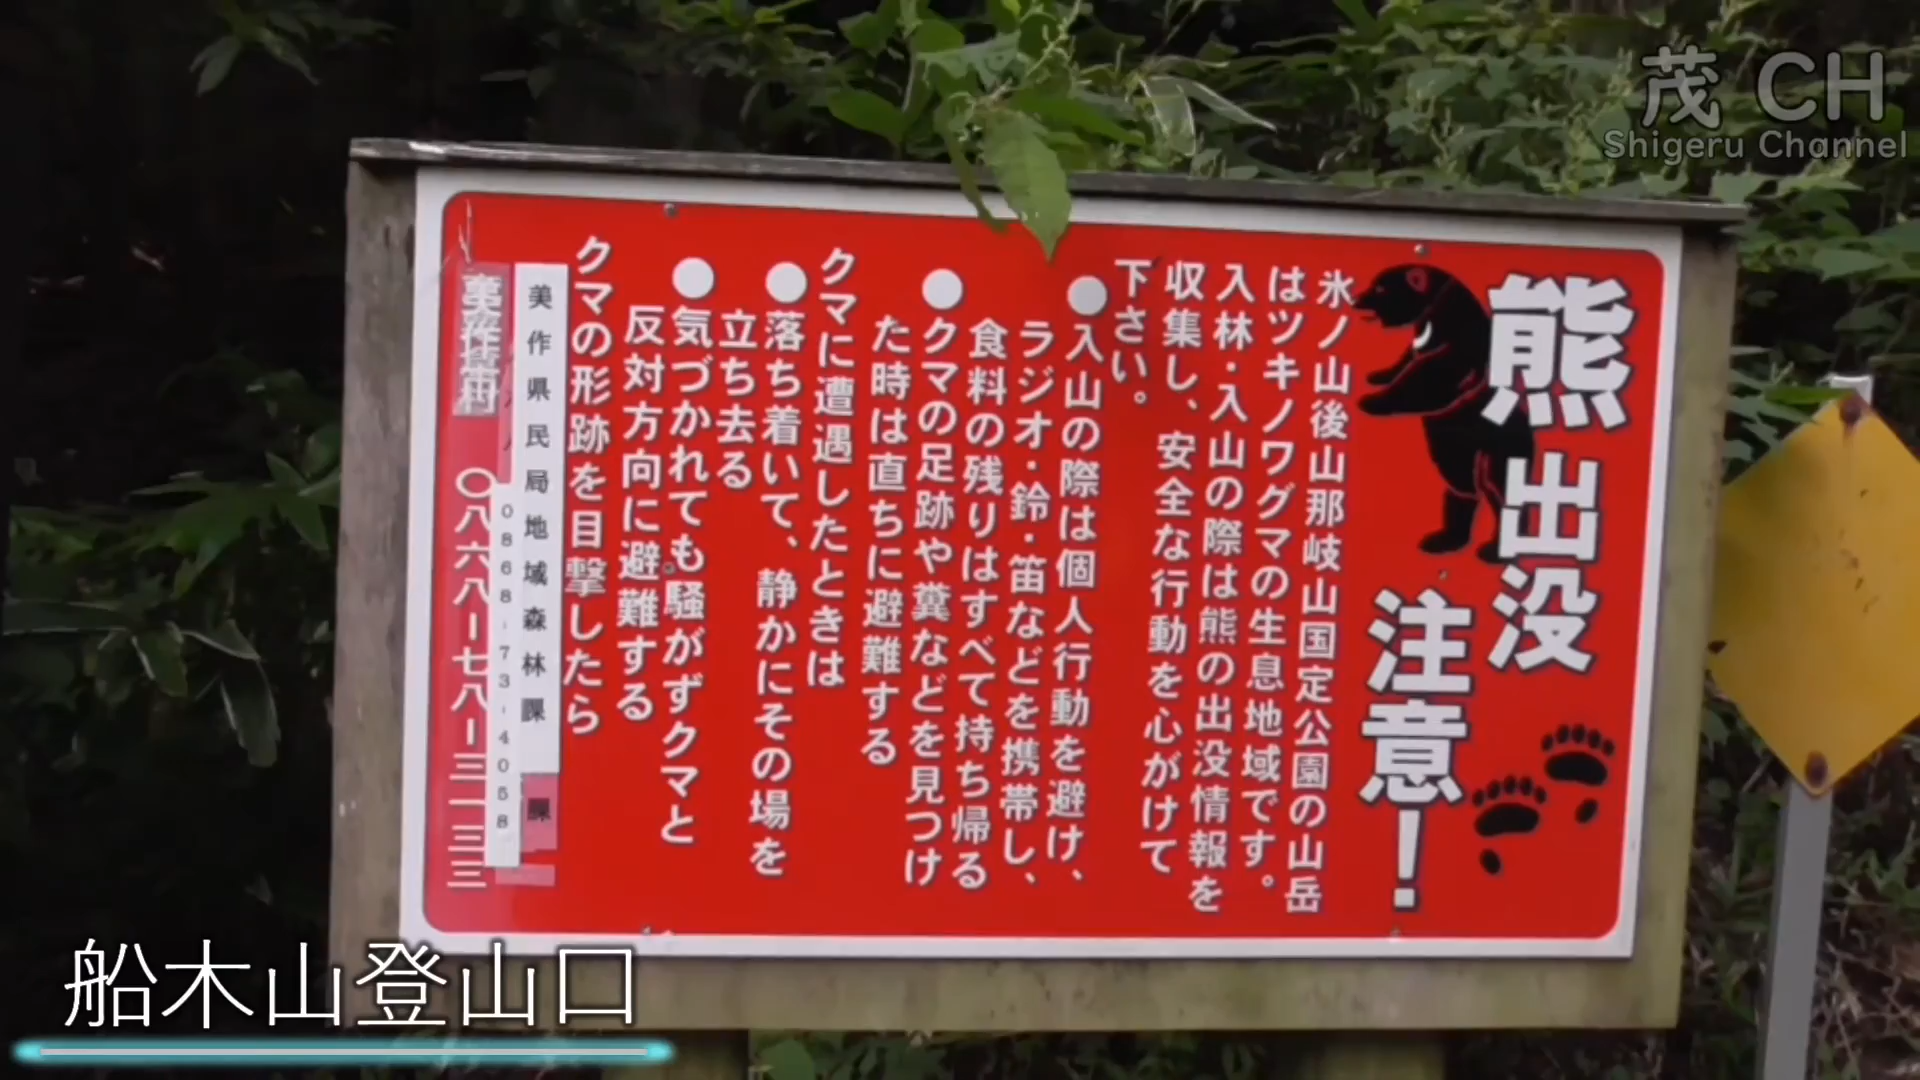 茂 CH
Shigeru Channel
熊出没
注意！
氷ノ山後山那岐山国定公園の山岳
はツキノワグマの生息地域です。
入林・入山の際は熊の出没情報を
収集し、安全な行動を心がけて
下さい。
●入山の際は個人行動を避け、
ラジオ・鈴・笛などを携帯し、
食料の残りはすべて持ち帰る
●クマの足跡や糞などを見つけ
た時は直ちに避難する
クマに遭遇したときは
●落ち着いて、静かにその場を
立ち去る
●気づかれても騒がずクマと
反対方向に避難する
クマの形跡を目撃したら
美作県民局地域森林課
課
0868-73-4058
〇八六八ー七八ー三一三三
船木山登山口